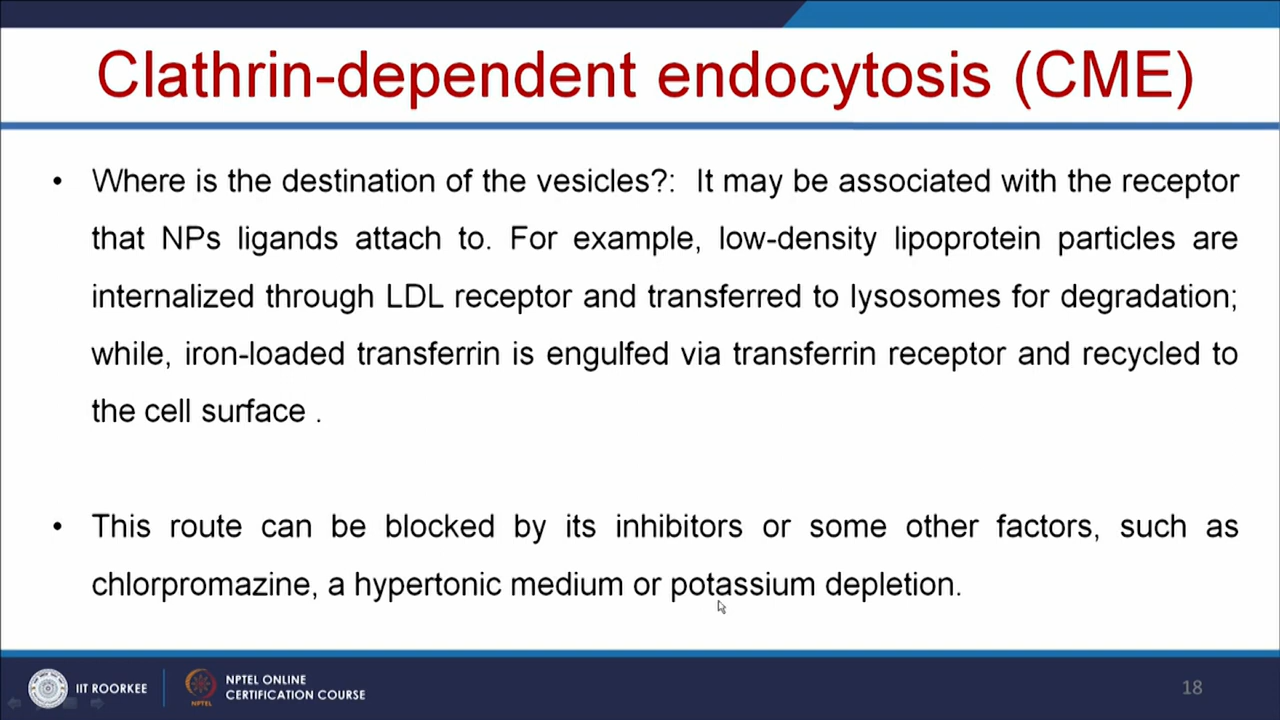 Clathrin-dependent endocytosis (CME)
• Where is the destination of the vesicles?: It may be associated with the receptor
that NPs ligands attach to. For example, low-density lipoprotein particles are
internalized through LDL receptor and transferred to lysosomes for degradation;
while, iron-loaded transferrin is engulfed via transferrin receptor and recycled to
the cell surface .
• This route can be blocked by its inhibitors or some other factors, such as
chlorpromazine, a hypertonic medium or potassium depletion.
IIT ROORKEE
NPTEL
NPTEL ONLINE
CERTIFICATION COURSE
18